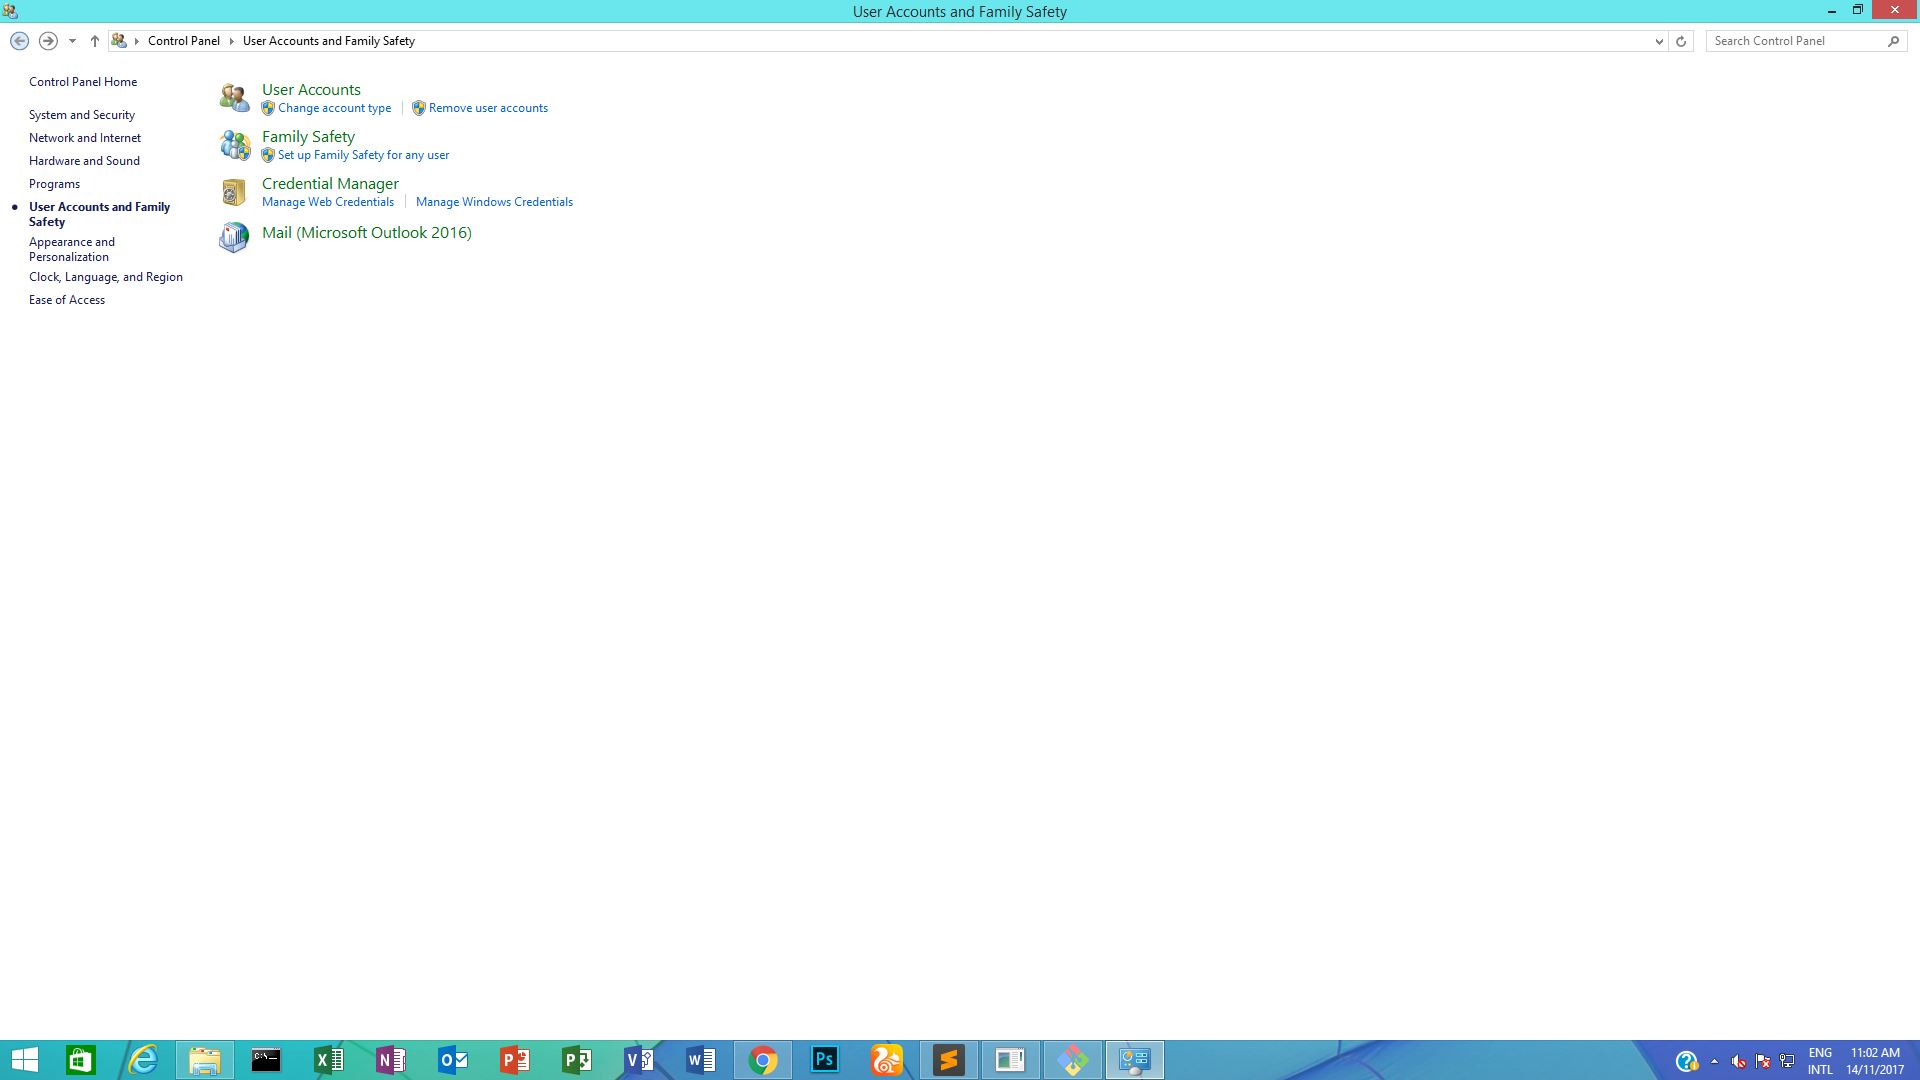 User Accounts and Family Safety
Control Panel User Accounts and Family Safety
Search Control Panel
Control Panel Home
System and Security
Network and Internet
Hardware and Sound
Programs
User Accounts and Family
Safety
Appearance and
Personalization
Clock, Language, and Region
Ease of Access
User Accounts
Change account type Remove user accounts
Family Safety
Set up Family Safety for any user
Credential Manager
Manage Web Credentials Manage Windows Credentials
Mail (Microsoft Outlook 2016)
ENG 11:02 AM
INTL 14/11/2017